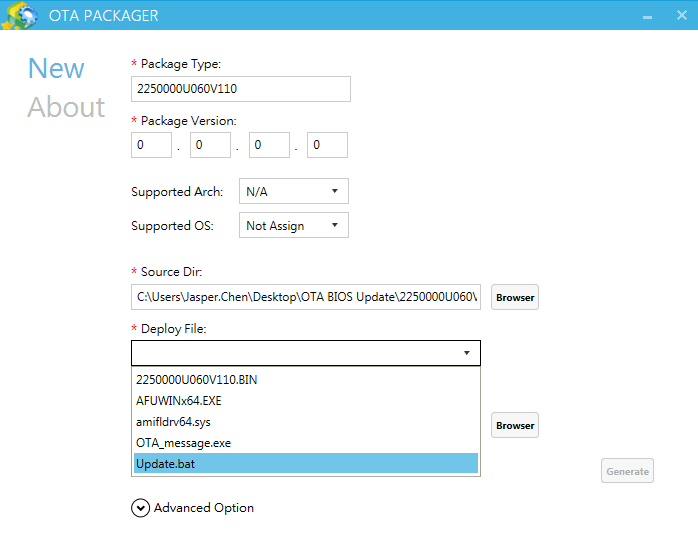 OTA PACKAGER
New
About
* Package Type:
2250000U060V110
* Package Version:
0 . 0 . 0 . 0
Supported Arch: N/A
Supported OS: Not Assign
* Source Dir:
C:\Users\Jasper.Chen\Desktop\OTA BIOS Update\2250000U060\ Browser
* Deploy File:
2250000U060V110.BIN
AFUWINx64.EXE
amifldrv64.sys
OTA_message.exe
Update.bat
Browser
Generate
Advanced Option